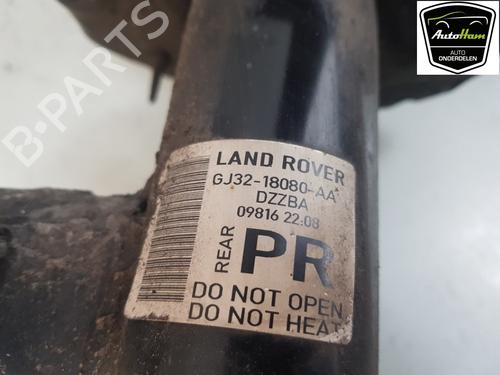 AutoHam
AUTO
ONDERDELEN
B-PARTS
LAND ROVER
GJ32-18080-AA
DZZBA
09816 22:08
REAR
PR
DO NOT OPEN
DO NOT HEAT